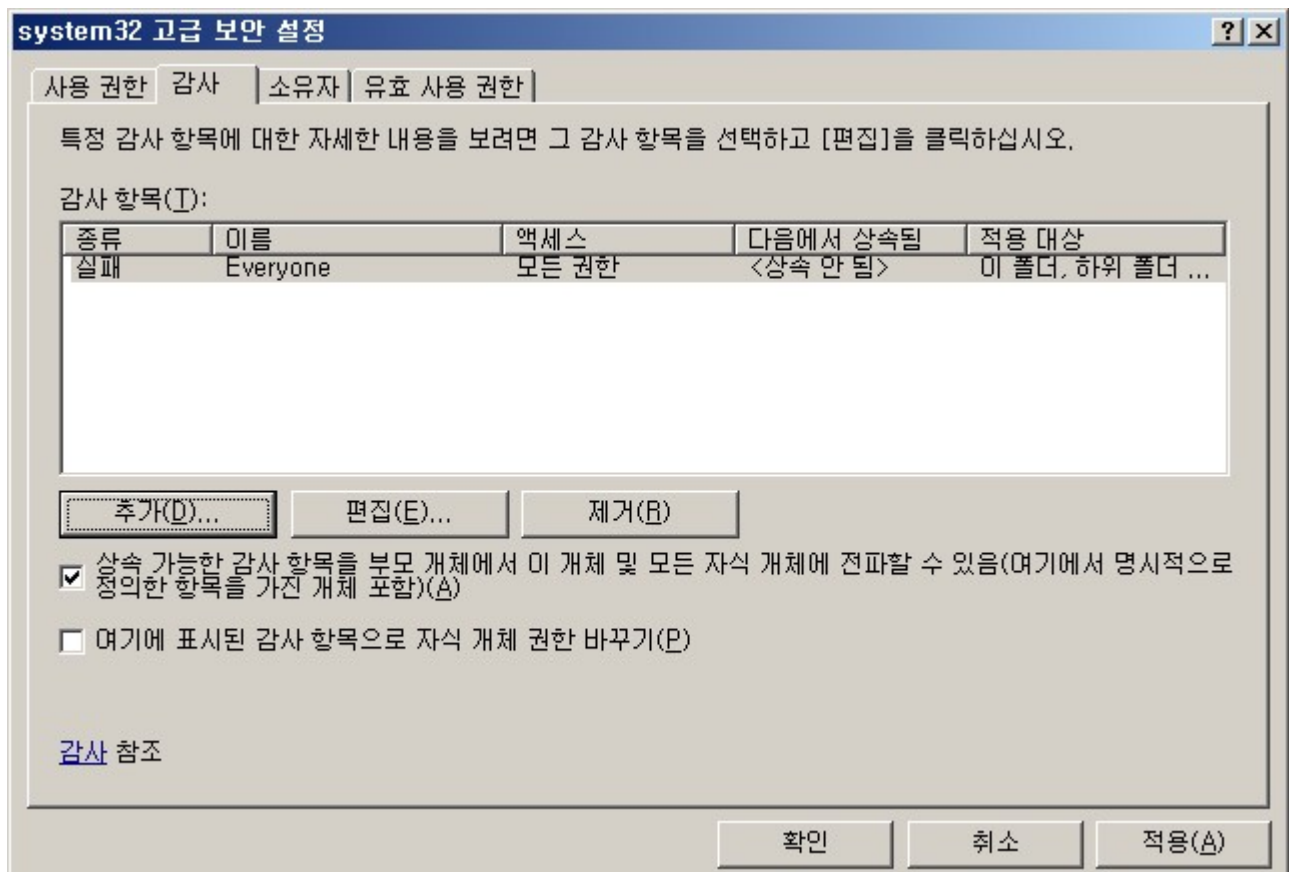 system32 고급 보안 설정
사용 권한 감사 소유자 유효 사용 권한
특정 감사 항목에 대한 자세한 내용을 보려면 그 감사 항목을 선택하고 [편집]을 클릭하십시오.
감사 항목(T):
종류 이름 액세스 다음에서 상속됨 적용 대상
실패 Everyone 모든 권한 <상속 안 됨> 이 폴더, 하위 폴더 ...
추가(D)... 편집(E)... 제거(R)
상속 가능한 감사 항목을 부모 개체에서 이 개체 및 모든 자식 개체에 전파할 수 있음(여기에서 명시적으로
정의한 항목을 가진 개체 포함)(A)
여기에 표시된 감사 항목으로 자식 개체 권한 바꾸기(P)
감사 참조
확인 취소 적용(A)